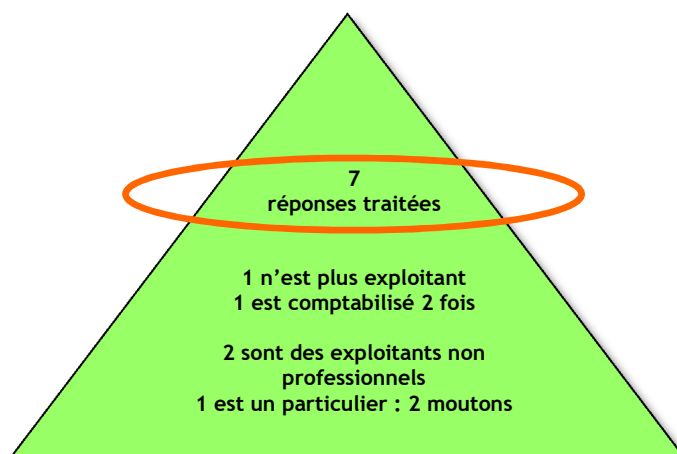 7
réponses traitées
1 n’est plus exploitant
1 est comptabilisé 2 fois
2 sont des exploitants non
professionnels
1 est un particulier : 2 moutons